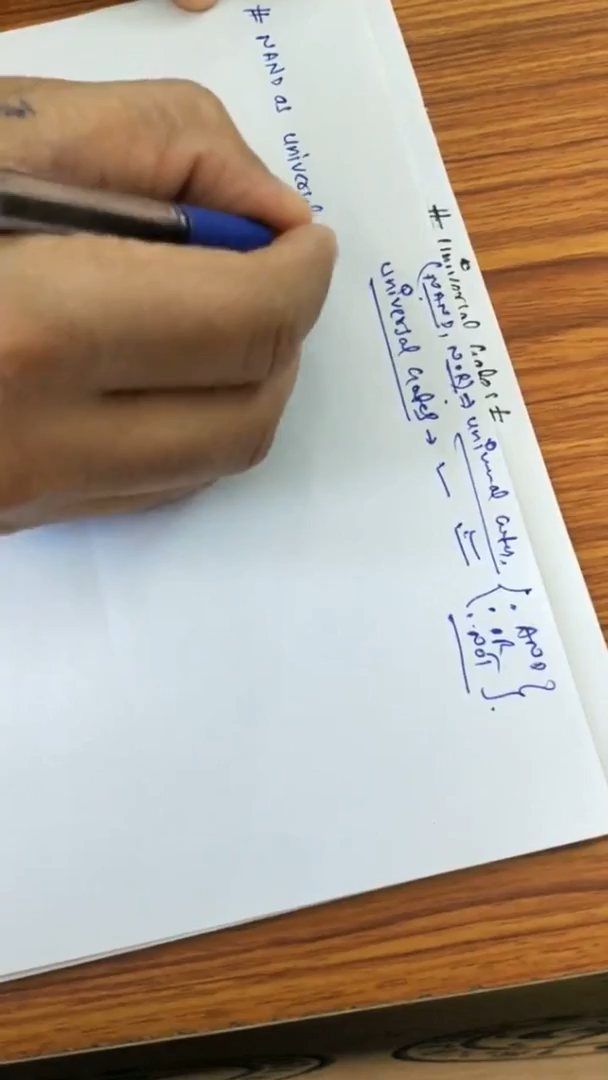 # Universal Gates #
(NAND, NOR) → universal Gates.
universal Gates →
{ • AND }
• OR
• NOT }.
# NAND as universal